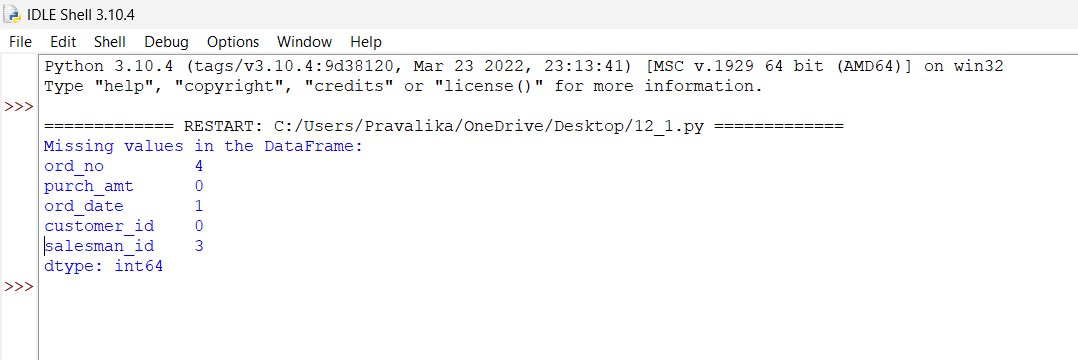 IDLE Shell 3.10.4
File Edit Shell Debug Options Window Help
Python 3.10.4 (tags/v3.10.4:9d38120, Mar 23 2022, 23:13:41) [MSC v.1929 64 bit (AMD64)] on win32
Type "help", "copyright", "credits" or "license()" for more information.
>>>
============= RESTART: C:/Users/Pravalika/OneDrive/Desktop/12_1.py =============
Missing values in the DataFrame:
ord_no         4
purch_amt      0
ord_date       1
customer_id    0
salesman_id    3
dtype: int64
>>>